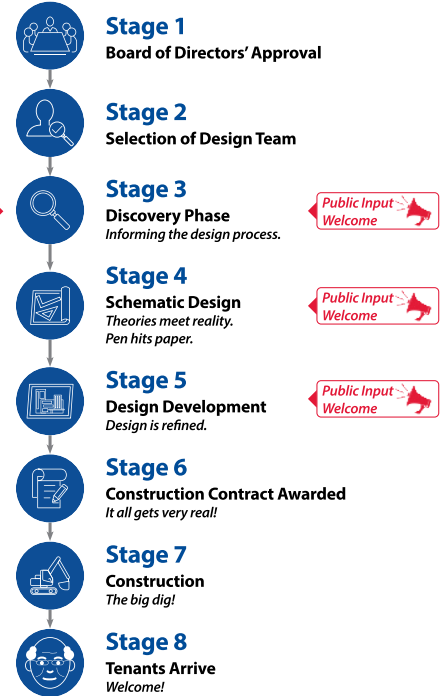 Stage 1
Board of Directors’ Approval
Stage 2
Selection of Design Team
Stage 3
Discovery Phase
Informing the design process.
Public Input
Welcome
Stage 4
Schematic Design
Theories meet reality.
Pen hits paper.
Public Input
Welcome
Stage 5
Design Development
Design is refined.
Public Input
Welcome
Stage 6
Construction Contract Awarded
It all gets very real!
Stage 7
Construction
The big dig!
Stage 8
Tenants Arrive
Welcome!